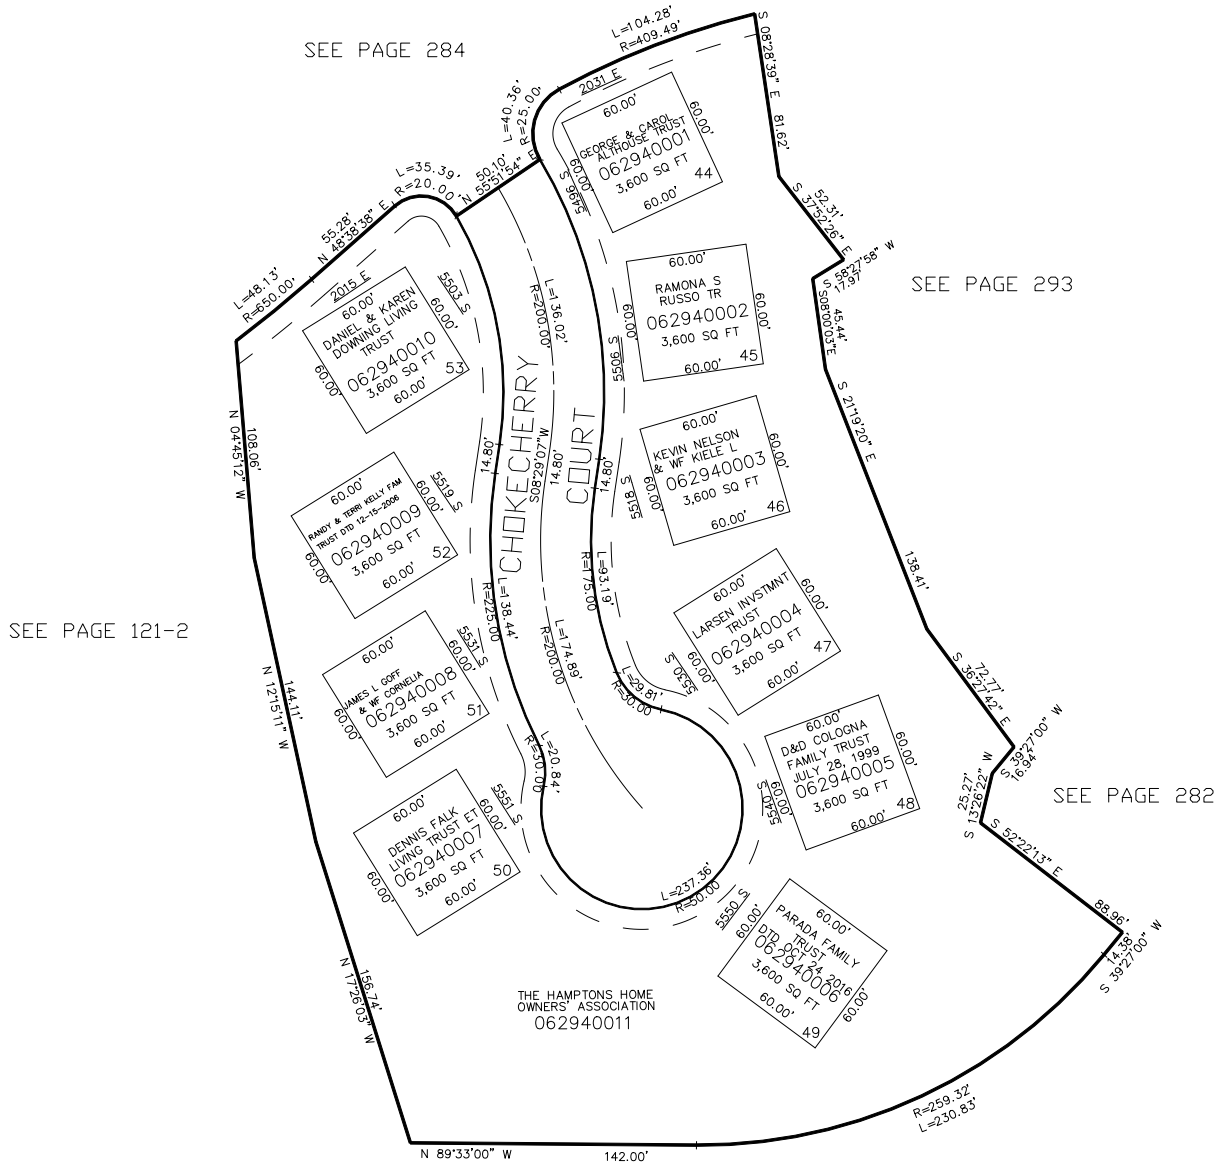 SEE PAGE 284
L=104.28'
R=409.49'
S 08°28'39" E
81.62'
L=40.36'
R=25.00'
2031 E
60.00'
GEORGE & CAROL
ALTHOUSE TRUST
062940001
3,600 SQ FT
44
60.00'
60.00'
60.00'
5496 S
L=35.39'
R=20.00'
50.10'
N 55°51'54" E
55.28'
N 48°38'38" E
L=48.13'
R=650.00'
2015 E
52.31'
S 37°52'26" E
S 58°27'58" W
17.97'
SEE PAGE 293
45.44'
S08°00'03"E
60.00'
RAMONA S
RUSSO TR
062940002
3,600 SQ FT
45
60.00'
60.00'
60.00'
5506 S
60.00'
DANIEL & KAREN
DOWNING LIVING
TRUST
062940010
3,600 SQ FT
53
60.00'
60.00'
60.00'
5503 S
L=136.02'
R=200.00'
CHOKECHERRY
COURT
14.80'
S08°29'07"W
14.80'
14.80'
S 21°19'20" E
138.41'
108.06'
N 04°45'12" W
60.00'
KEVIN NELSON
& WF KIELE L
062940003
3,600 SQ FT
46
60.00'
60.00'
60.00'
5518 S
60.00'
RANDY & TERRI KELLY FAM
TRUST DTD 12-15-2006
062940009
3,600 SQ FT
52
60.00'
60.00'
60.00'
5519 S
L=93.19'
R=175.00
L=138.44'
R=225.00
L=174.89'
R=200.00
60.00'
LARSEN INVSTMNT
TRUST
062940004
3,600 SQ FT
47
60.00'
60.00'
60.00'
5530 S
SEE PAGE 121-2
144.11'
N 12°15'11" W
60.00'
JAMES L GOFF
& WF CORNELIA
062940008
3,600 SQ FT
51
60.00'
60.00'
60.00'
5531 S
L=29.81'
R=30.00
L=20.84'
R=30.00
72.77'
S 36°27'42" E
S 39°27'00" W
16.94'
25.27'
S 13°26'22" W
SEE PAGE 282
60.00'
D&D COLOGNA
FAMILY TRUST
JULY 28, 1999
062940005
3,600 SQ FT
48
60.00'
60.00'
60.00'
5540 S
60.00'
DENNIS FALK
LIVING TRUST ET
062940007
3,600 SQ FT
50
60.00'
60.00'
60.00'
5551 S
L=237.36'
R=50.00
S 52°22'13" E
88.96'
14.38'
S 39°27'00" W
5550 S
60.00'
PARADA FAMILY
TRUST
DTD OCT 24 2016
062940006
3,600 SQ FT
49
60.00'
60.00'
60.00'
156.74'
N 17°26'03" W
THE HAMPTONS HOME
OWNERS' ASSOCIATION
062940011
R=259.32'
L=230.83'
N 89°33'00" W
142.00'